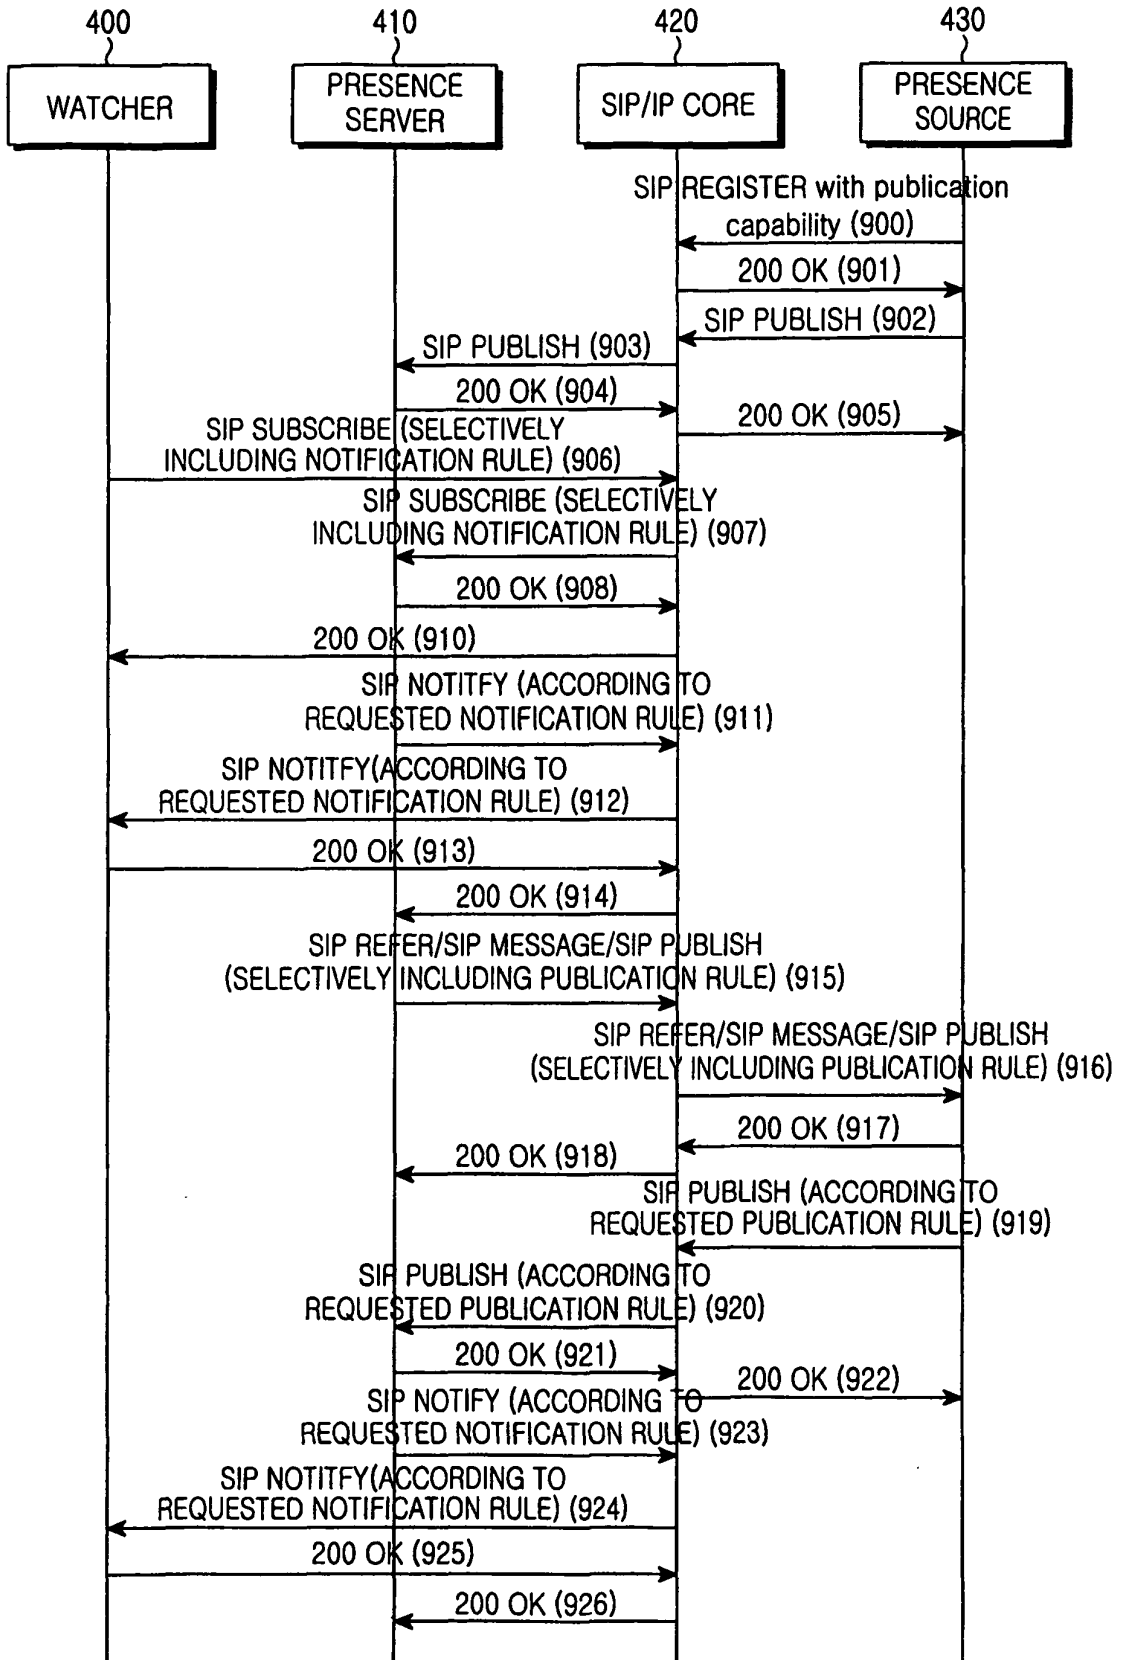 400
410
420
430
WATCHER
PRESENCE
SERVER
SIP/IP CORE
PRESENCE
SOURCE
SIP REGISTER with publication
capability (900)
200 OK (901)
SIP PUBLISH (902)
SIP PUBLISH (903)
200 OK (904)
200 OK (905)
SIP SUBSCRIBE (SELECTIVELY
INCLUDING NOTIFICATION RULE) (906)
SIP SUBSCRIBE (SELECTIVELY
INCLUDING NOTIFICATION RULE) (907)
200 OK (908)
200 OK (910)
SIP NOTITFY (ACCORDING TO
REQUESTED NOTIFICATION RULE) (911)
SIP NOTITFY(ACCORDING TO
REQUESTED NOTIFICATION RULE) (912)
200 OK (913)
200 OK (914)
SIP REFER/SIP MESSAGE/SIP PUBLISH
(SELECTIVELY INCLUDING PUBLICATION RULE) (915)
SIP REFER/SIP MESSAGE/SIP PUBLISH
(SELECTIVELY INCLUDING PUBLICATION RULE) (916)
200 OK (917)
200 OK (918)
SIP PUBLISH (ACCORDING TO
REQUESTED PUBLICATION RULE) (919)
SIP PUBLISH (ACCORDING TO
REQUESTED PUBLICATION RULE) (920)
200 OK (921)
200 OK (922)
SIP NOTIFY (ACCORDING TO
REQUESTED NOTIFICATION RULE) (923)
SIP NOTITFY(ACCORDING TO
REQUESTED NOTIFICATION RULE) (924)
200 OK (925)
200 OK (926)